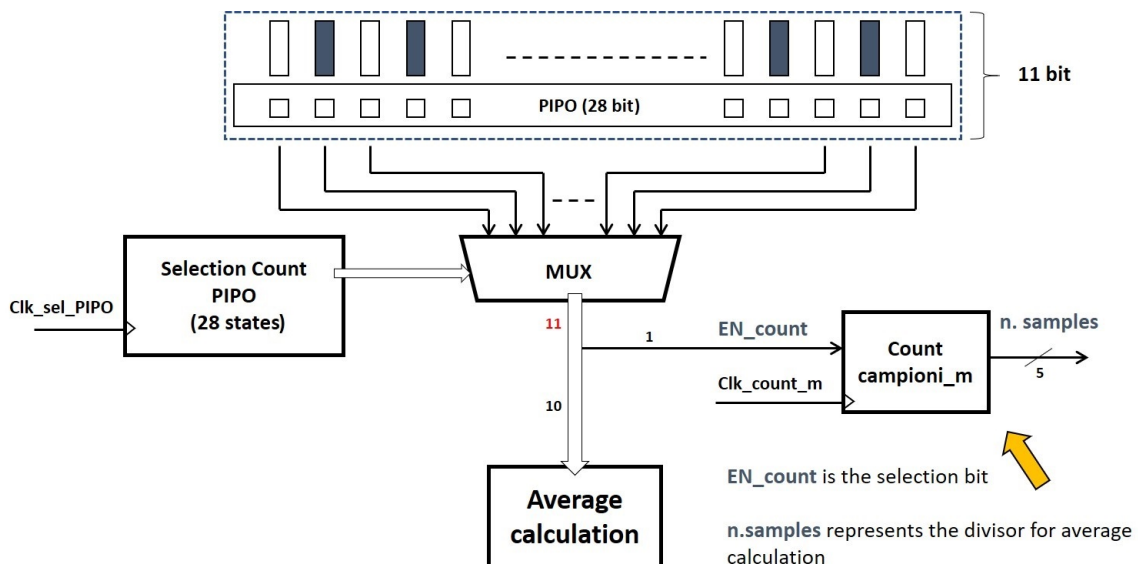 11 bit
PIPO (28 bit)
Selection Count
PIPO
(28 states)
Clk_sel_PIPO
MUX
11
1
EN_count
Count
campioni_m
n. samples
5
Clk_count_m
10
Average
calculation
EN_count is the selection bit
n.samples represents the divisor for average
calculation